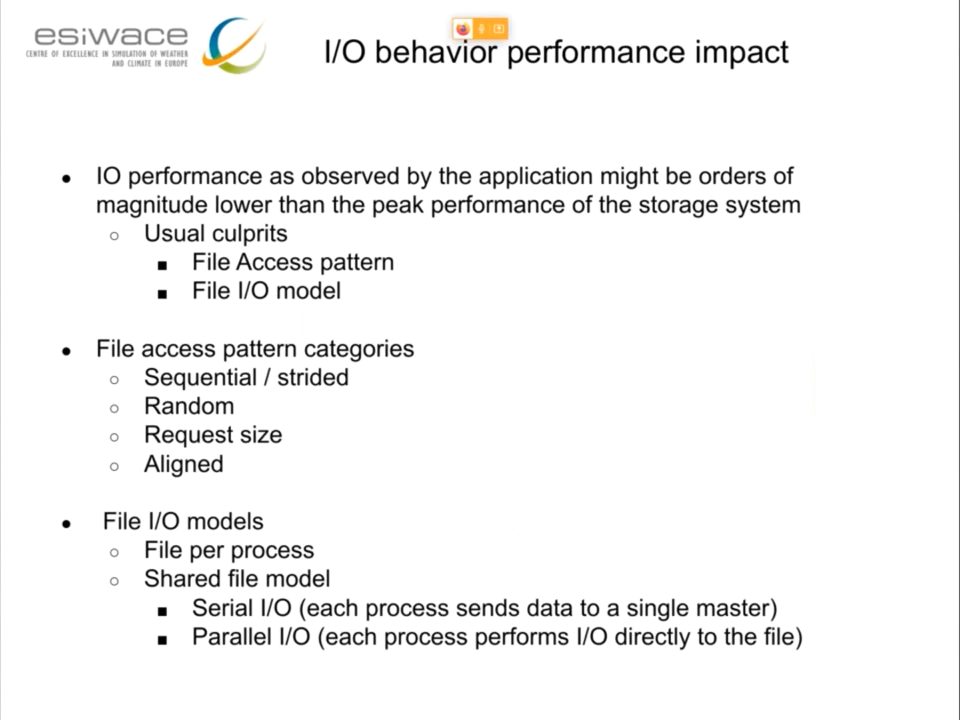 esiwace
CENTRE OF EXCELLENCE IN SIMULATION OF WEATHER
AND CLIMATE IN EUROPE
I/O behavior performance impact
● IO performance as observed by the application might be orders of
magnitude lower than the peak performance of the storage system
○ Usual culprits
■ File Access pattern
■ File I/O model
● File access pattern categories
○ Sequential / strided
○ Random
○ Request size
○ Aligned
● File I/O models
○ File per process
○ Shared file model
■ Serial I/O (each process sends data to a single master)
■ Parallel I/O (each process performs I/O directly to the file)